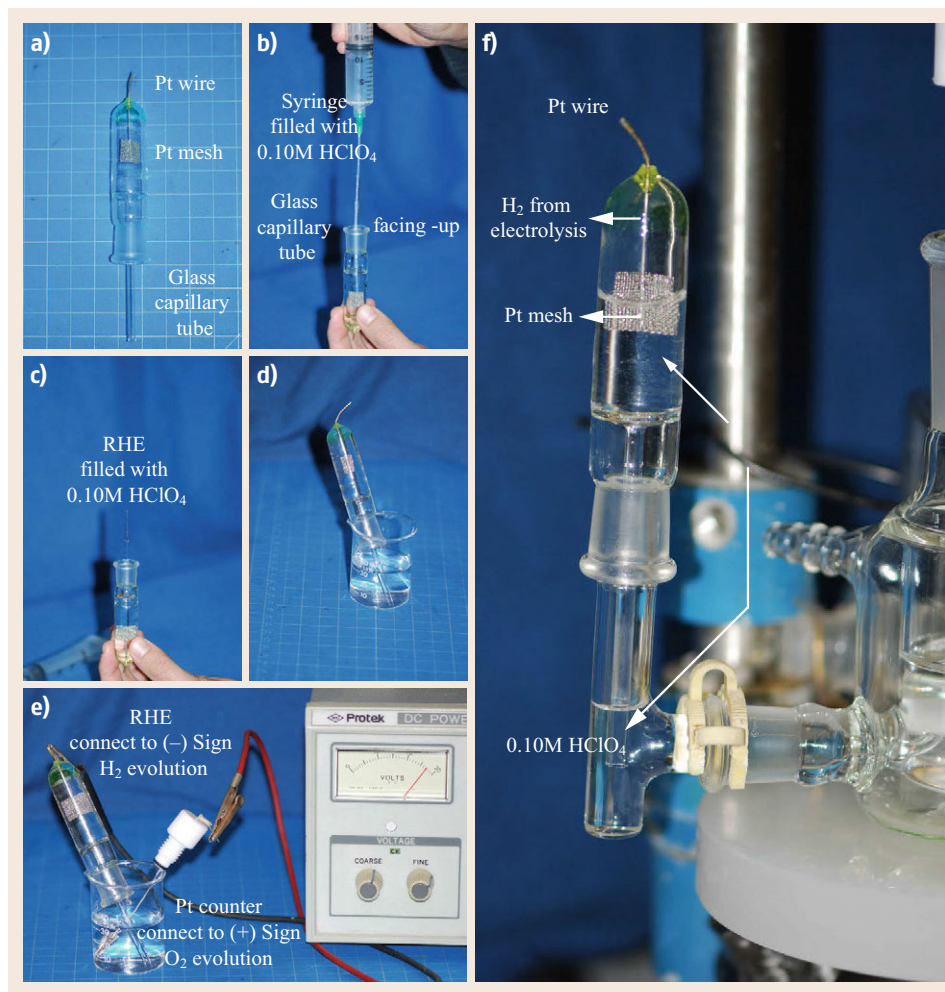 a)
Pt wire
Pt mesh
Glass
capillary
tube
b)
Syringe
filled with
0.10M HClO₄
Glass
capillary
tube
facing -up
c)
RHE
filled with
0.10M HClO₄
d)
e)
RHE
connect to (–) Sign
H₂ evolution
Pt counter
connect to (+) Sign
O₂ evolution
Protek
DC POWE
VOLTS
VOLTAGE
COARSE
FINE
f)
Pt wire
H₂ from
electrolysis
Pt mesh
0.10M HClO₄